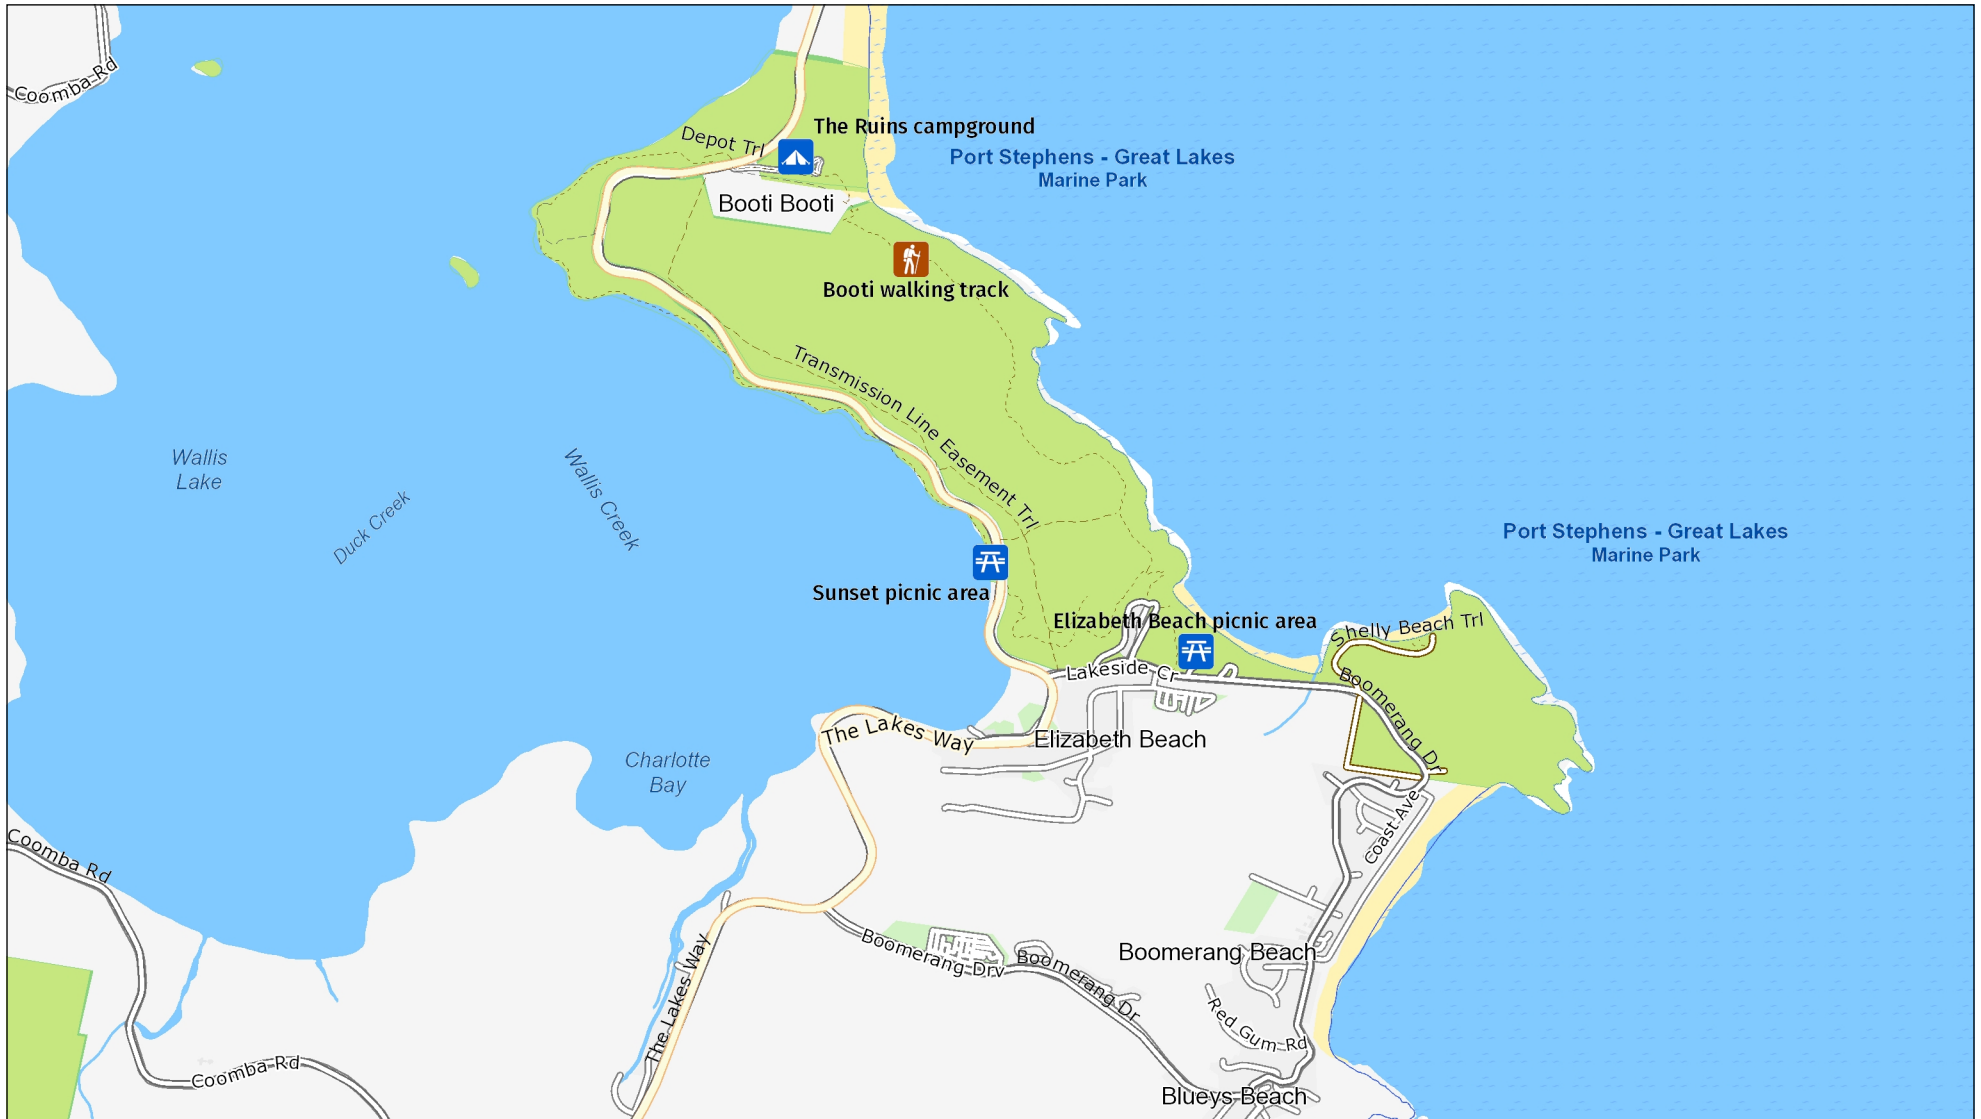 Coomba Rd
The Ruins campground
Depot Trl
Port Stephens - Great Lakes
Marine Park
Booti Booti
Booti walking track
Transmission Line Easement Trl
Wallis
Lake
Duck Creek
Wallis Creek
Port Stephens - Great Lakes
Marine Park
Sunset picnic area
Elizabeth Beach picnic area
Shelly Beach Trl
Lakeside Cr
Boomerang Dr
The Lakes Way
Elizabeth Beach
Charlotte
Bay
Coast Ave
Coomba Rd
Boomerang Drv
Boomerang Dr
Boomerang Beach
The Lakes Way
Red Gum Rd
Coomba Rd
Blueys Beach